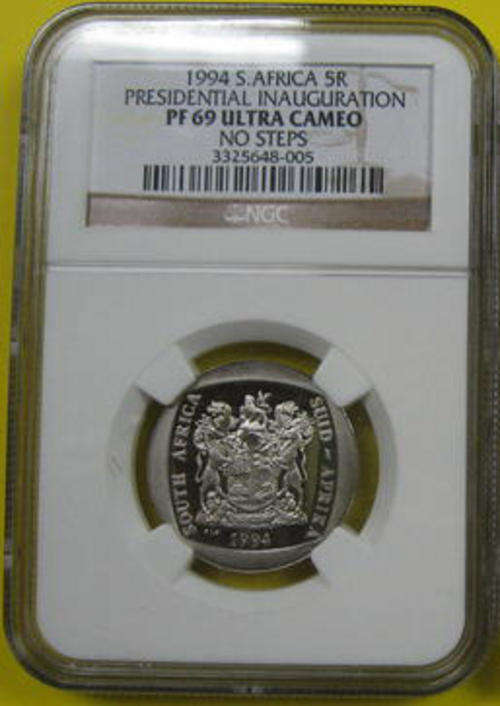 1994 S.AFRICA 5R
PRESIDENTIAL INAUGURATION
PF 69 ULTRA CAMEO
NO STEPS
3325648-005
NGC
SOUTH AFRICA
SUID - AFRIKA
1994